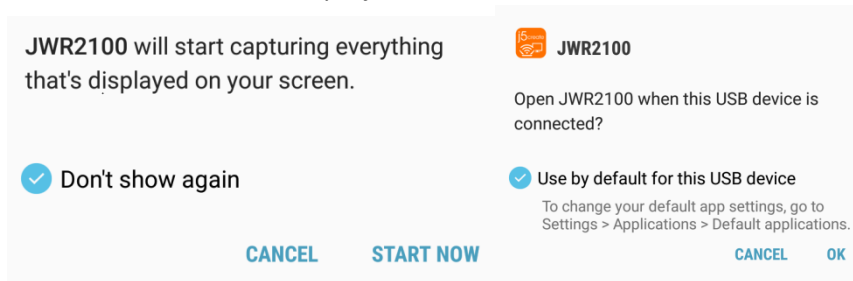 JWR2100 will start capturing everything
that's displayed on your screen.
Don't show again
CANCEL START NOW
j5create
JWR2100
Open JWR2100 when this USB device is
connected?
Use by default for this USB device
To change your default app settings, go to
Settings > Applications > Default applications.
CANCEL OK